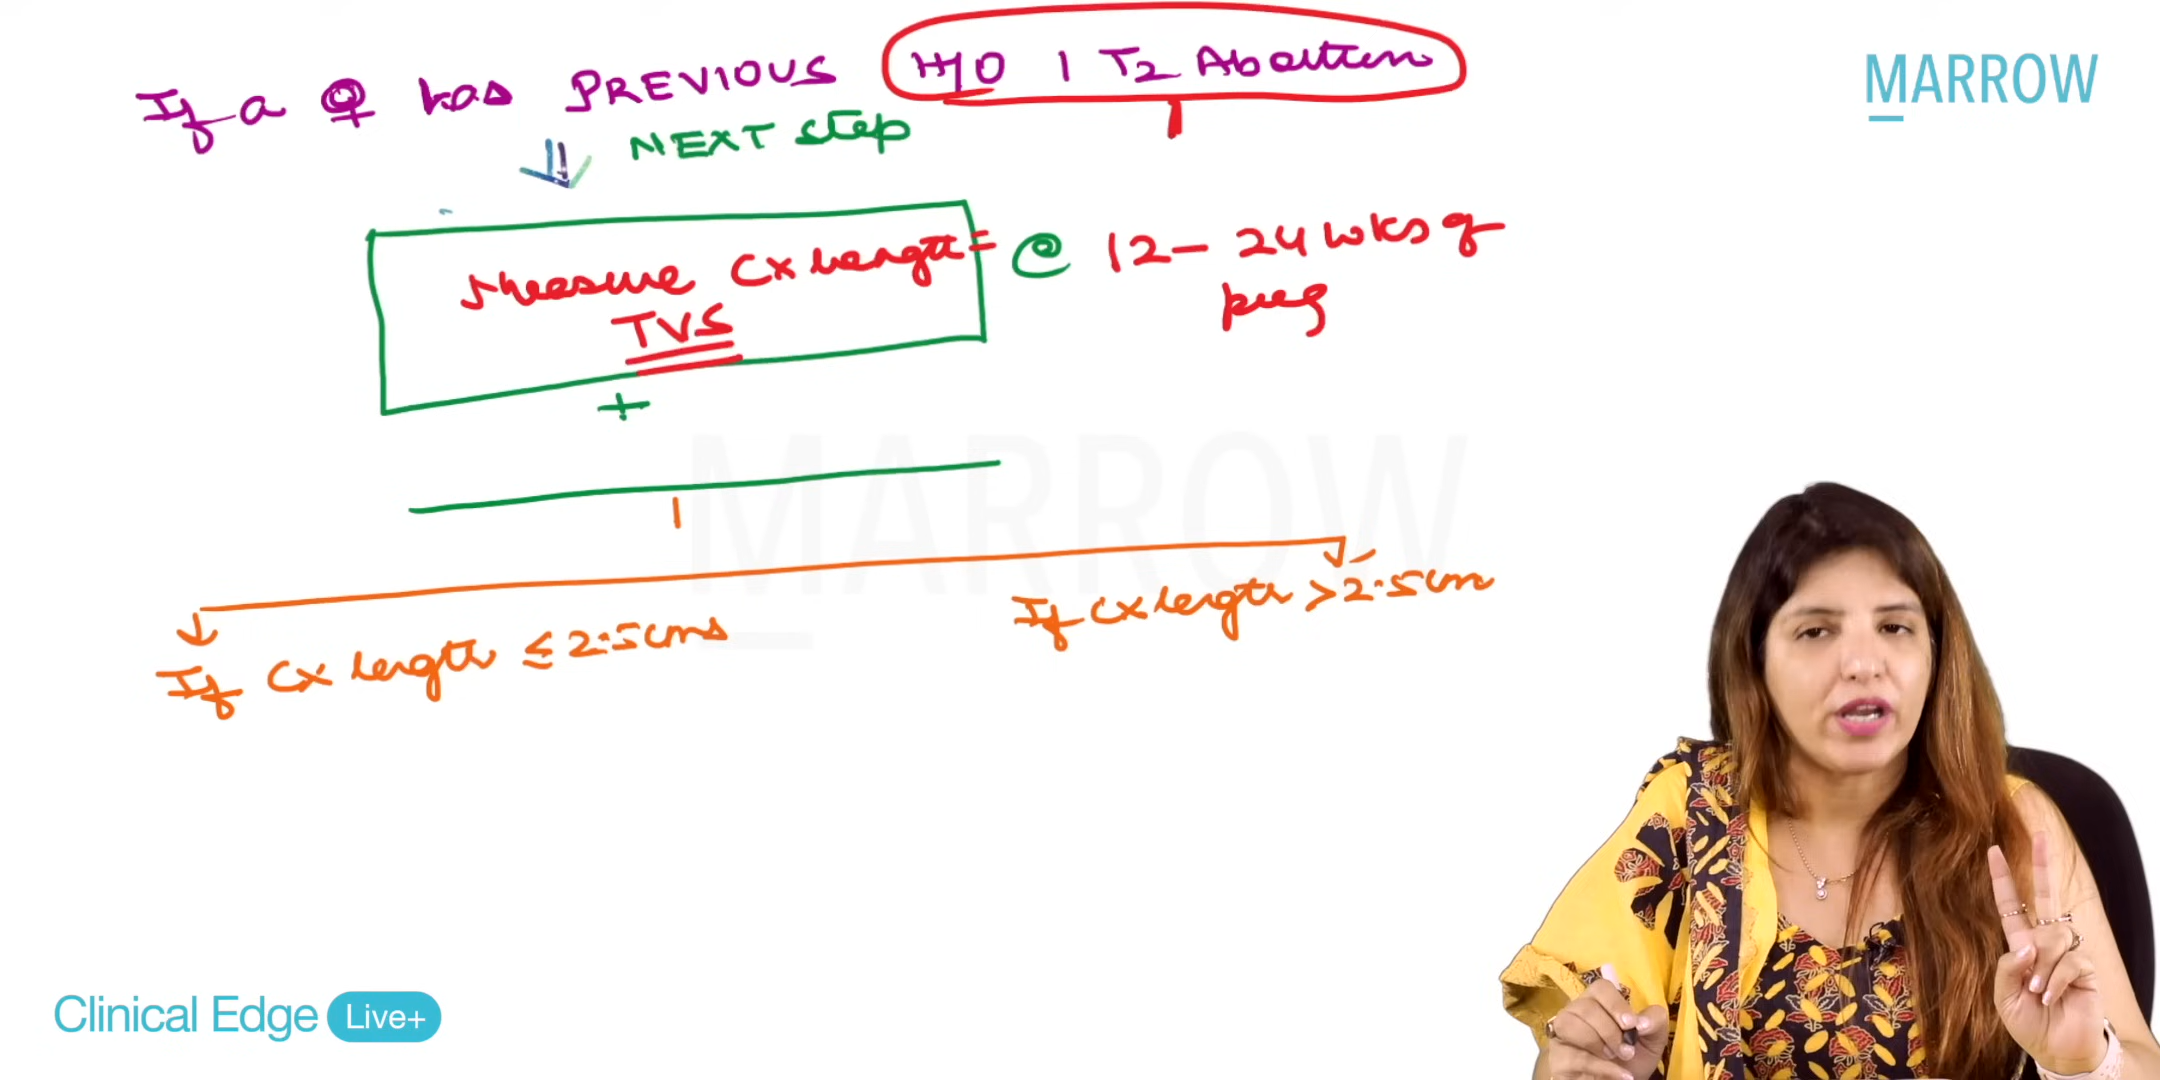 If a ♀ has PREVIOUS H/O 1 T2 Abortion
MARROW
⇓ NEXT step
Measure Cx length = @ 12 - 24 wks of
TVS
preg
+
MARROW
If Cx length ≤ 2.5cms
If Cx length > 2.5cm
Clinical Edge Live+